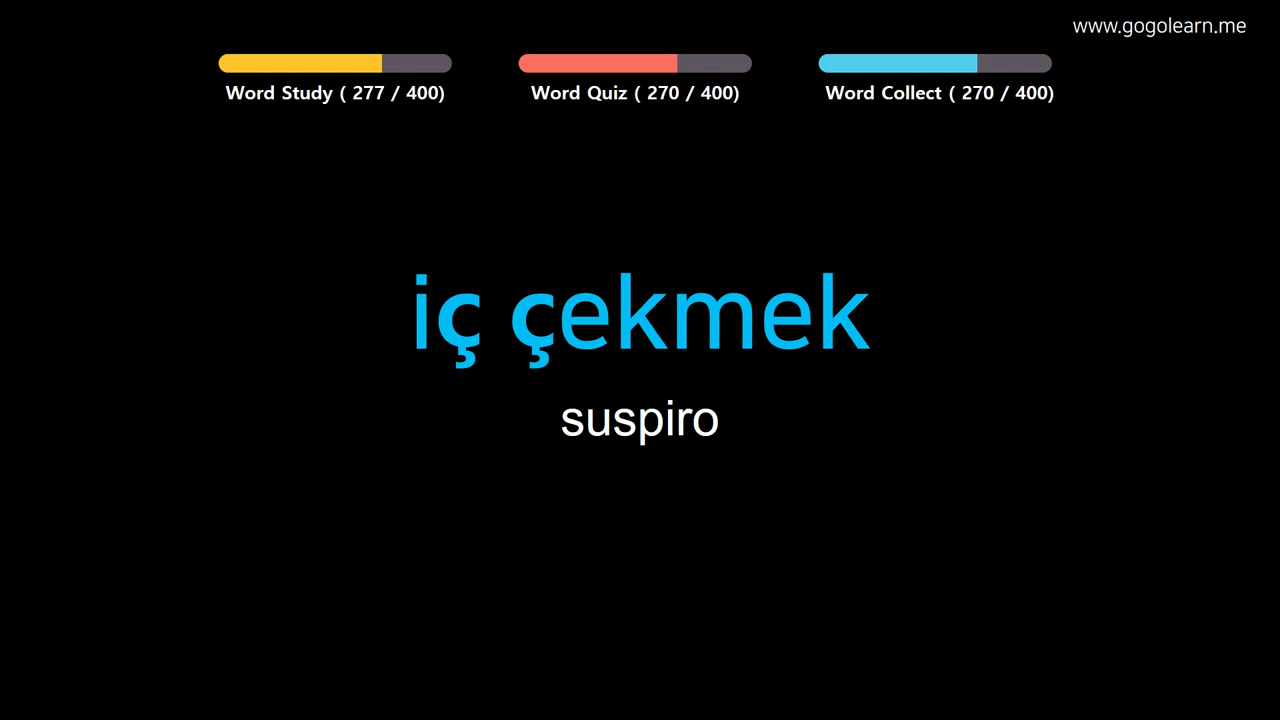 www.gogolearn.me
Word Study ( 277 / 400)
Word Quiz ( 270 / 400)
Word Collect ( 270 / 400)
iç çekmek
suspiro